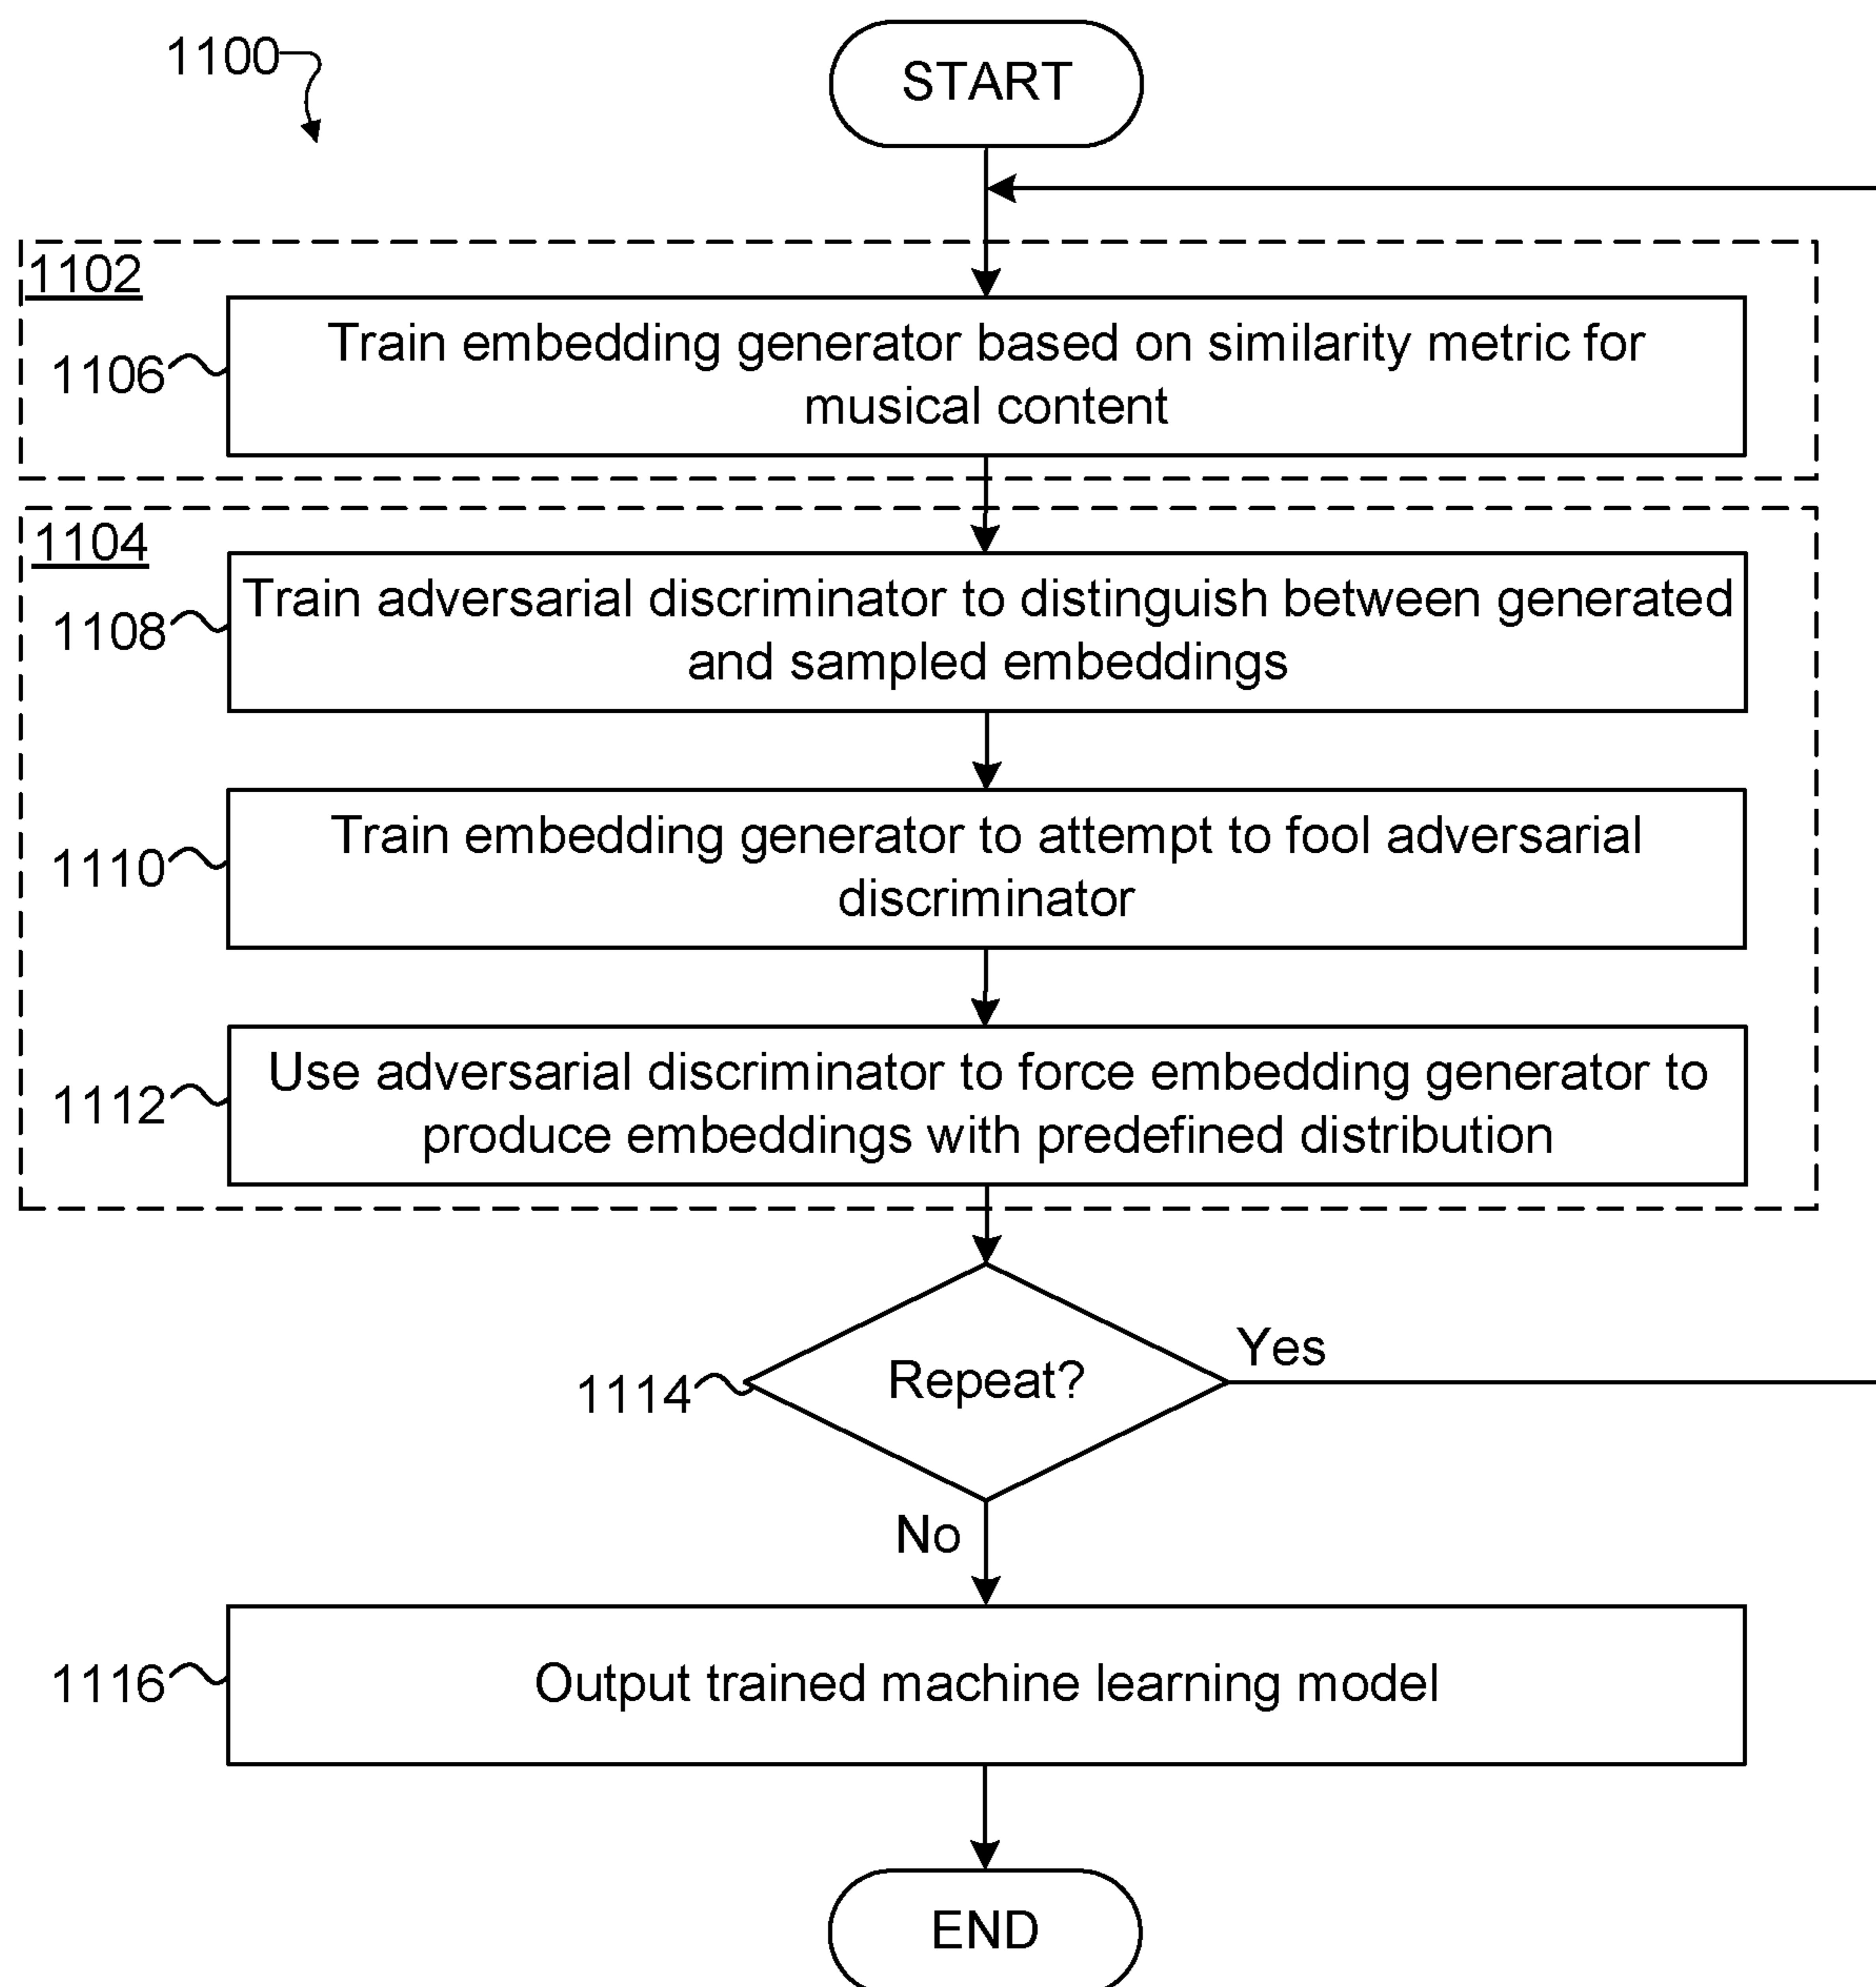 1100
START
1102
1106
Train embedding generator based on similarity metric for
musical content
1104
1108
Train adversarial discriminator to distinguish between generated
and sampled embeddings
1110
Train embedding generator to attempt to fool adversarial
discriminator
1112
Use adversarial discriminator to force embedding generator to
produce embeddings with predefined distribution
1114
Repeat?
Yes
No
1116
Output trained machine learning model
END